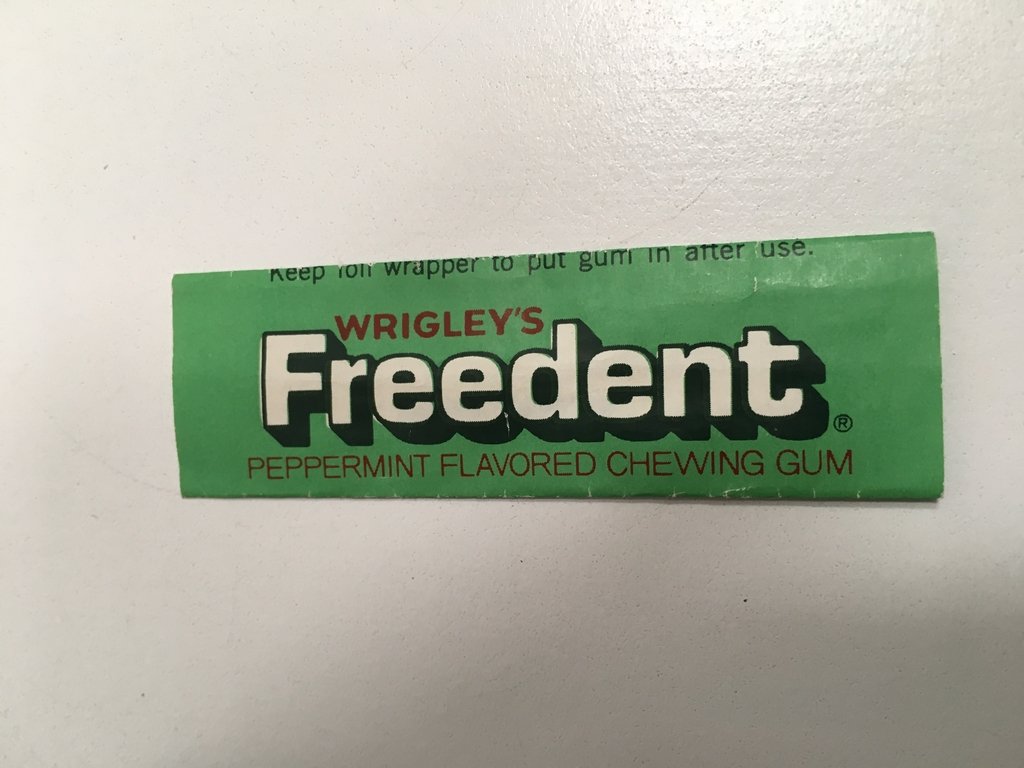 Keep foil wrapper to put gum in after use.
WRIGLEY'S
Freedent®
PEPPERMINT FLAVORED CHEWING GUM